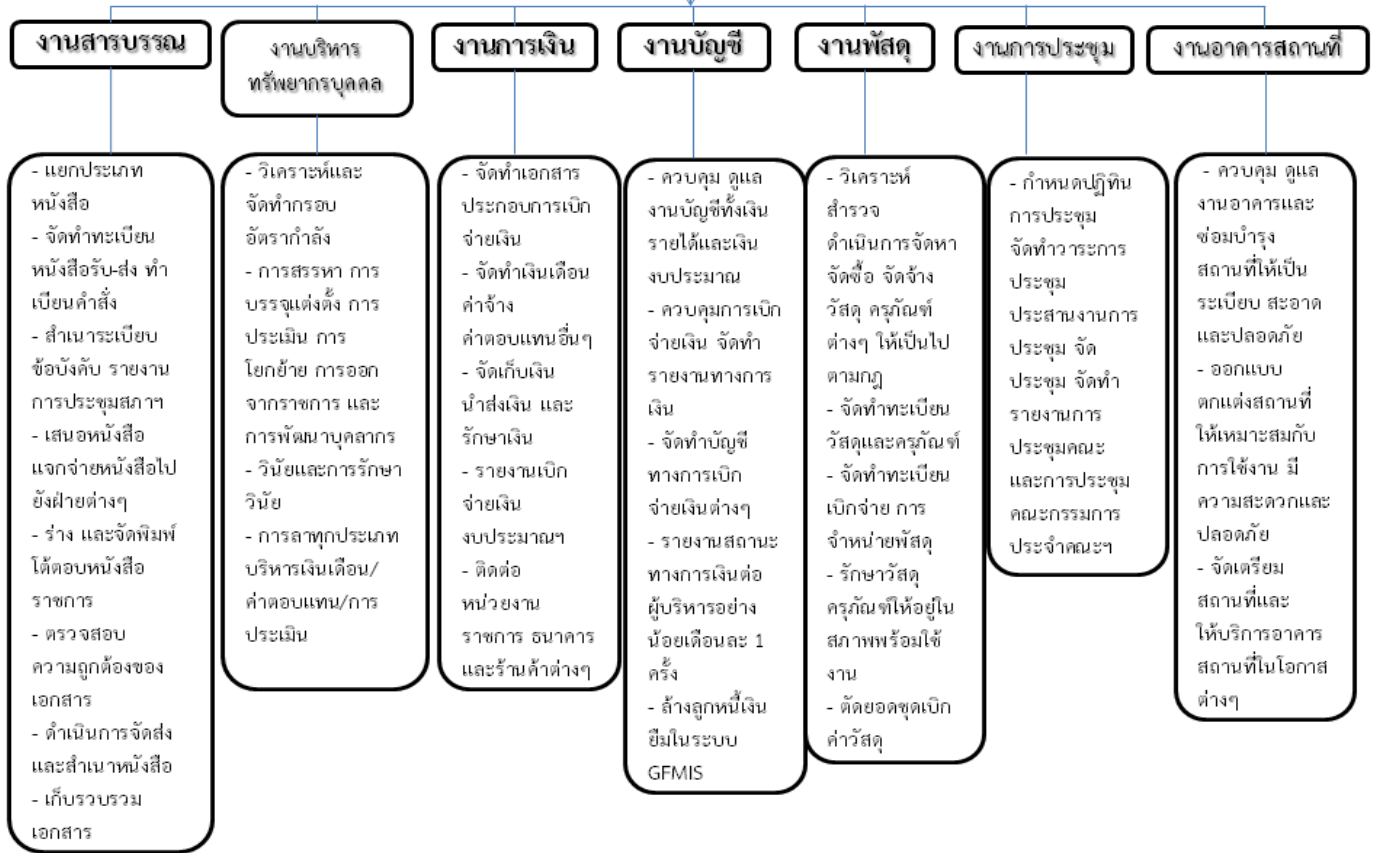 งานสารบรรณ
งานบริหาร
ทรัพยากรบุคคล
งานการเงิน
งานบัญชี
งานพัสดุ
งานการประชุม
งานอาคารสถานที่
- แยกประเภท
หนังสือ
- จัดทำทะเบียน
หนังสือรับ-ส่ง ทำ
เบียนคำสั่ง
- สำเนาระเบียบ
ข้อบังคับ รายงาน
การประชุมสภาฯ
- เสนอหนังสือ
แจกจ่ายหนังสือไป
ยังฝ่ายต่างๆ
- ร่าง และจัดพิมพ์
โต้ตอบหนังสือ
ราชการ
- ตรวจสอบ
ความถูกต้องของ
เอกสาร
- ดำเนินการจัดส่ง
และสำเนาหนังสือ
- เก็บรวบรวม
เอกสาร
- วิเคราะห์และ
จัดทำกรอบ
อัตรากำลัง
- การสรรหา การ
บรรจุแต่งตั้ง การ
ประเมิน การ
โยกย้าย การออก
จากราชการ และ
การพัฒนาบุคลากร
- วินัยและการรักษา
วินัย
- การลาทุกประเภท
บริหารเงินเดือน/
ค่าตอบแทน/การ
ประเมิน
- จัดทำเอกสาร
ประกอบการเบิก
จ่ายเงิน
- จัดทำเงินเดือน
ค่าจ้าง
ค่าตอบแทนอื่นๆ
- จัดเก็บเงิน
นำส่งเงิน และ
รักษาเงิน
- รายงานเบิก
จ่ายเงิน
งบประมาณฯ
- ติดต่อ
หน่วยงาน
ราชการ ธนาคาร
และร้านค้าต่างๆ
- ควบคุม ดูแล
งานบัญชีทั้งเงิน
รายได้และเงิน
งบประมาณ
- ควบคุมการเบิก
จ่ายเงิน จัดทำ
รายงานทางการ
เงิน
- จัดทำบัญชี
ทางการเบิก
จ่ายเงินต่างๆ
- รายงานสถานะ
ทางการเงินต่อ
ผู้บริหารอย่าง
น้อยเดือนละ 1
ครั้ง
- ล้างลูกหนี้เงิน
ยืมในระบบ
GFMIS
- วิเคราะห์
สำรวจ
ดำเนินการจัดหา
จัดซื้อ จัดจ้าง
วัสดุ ครุภัณฑ์
ต่างๆ ให้เป็นไป
ตามกฎ
- จัดทำทะเบียน
วัสดุและครุภัณฑ์
- จัดทำทะเบียน
เบิกจ่าย การ
จำหน่ายพัสดุ
- รักษาวัสดุ
ครุภัณฑ์ให้อยู่ใน
สภาพพร้อมใช้
งาน
- ตัดยอดชุดเบิก
ค่าวัสดุ
- กำหนดปฏิทิน
การประชุม
จัดทำวาระการ
ประชุม
ประสานงานการ
ประชุม จัด
ประชุม จัดทำ
รายงานการ
ประชุมคณะ
และการประชุม
คณะกรรมการ
ประจำคณะฯ
- ควบคุม ดูแล
งานอาคารและ
ซ่อมบำรุง
สถานที่ให้เป็น
ระเบียบ สะอาด
และปลอดภัย
- ออกแบบ
ตกแต่งสถานที่
ให้เหมาะสมกับ
การใช้งาน มี
ความสะดวกและ
ปลอดภัย
- จัดเตรียม
สถานที่และ
ให้บริการอาคาร
สถานที่ในโอกาส
ต่างๆ